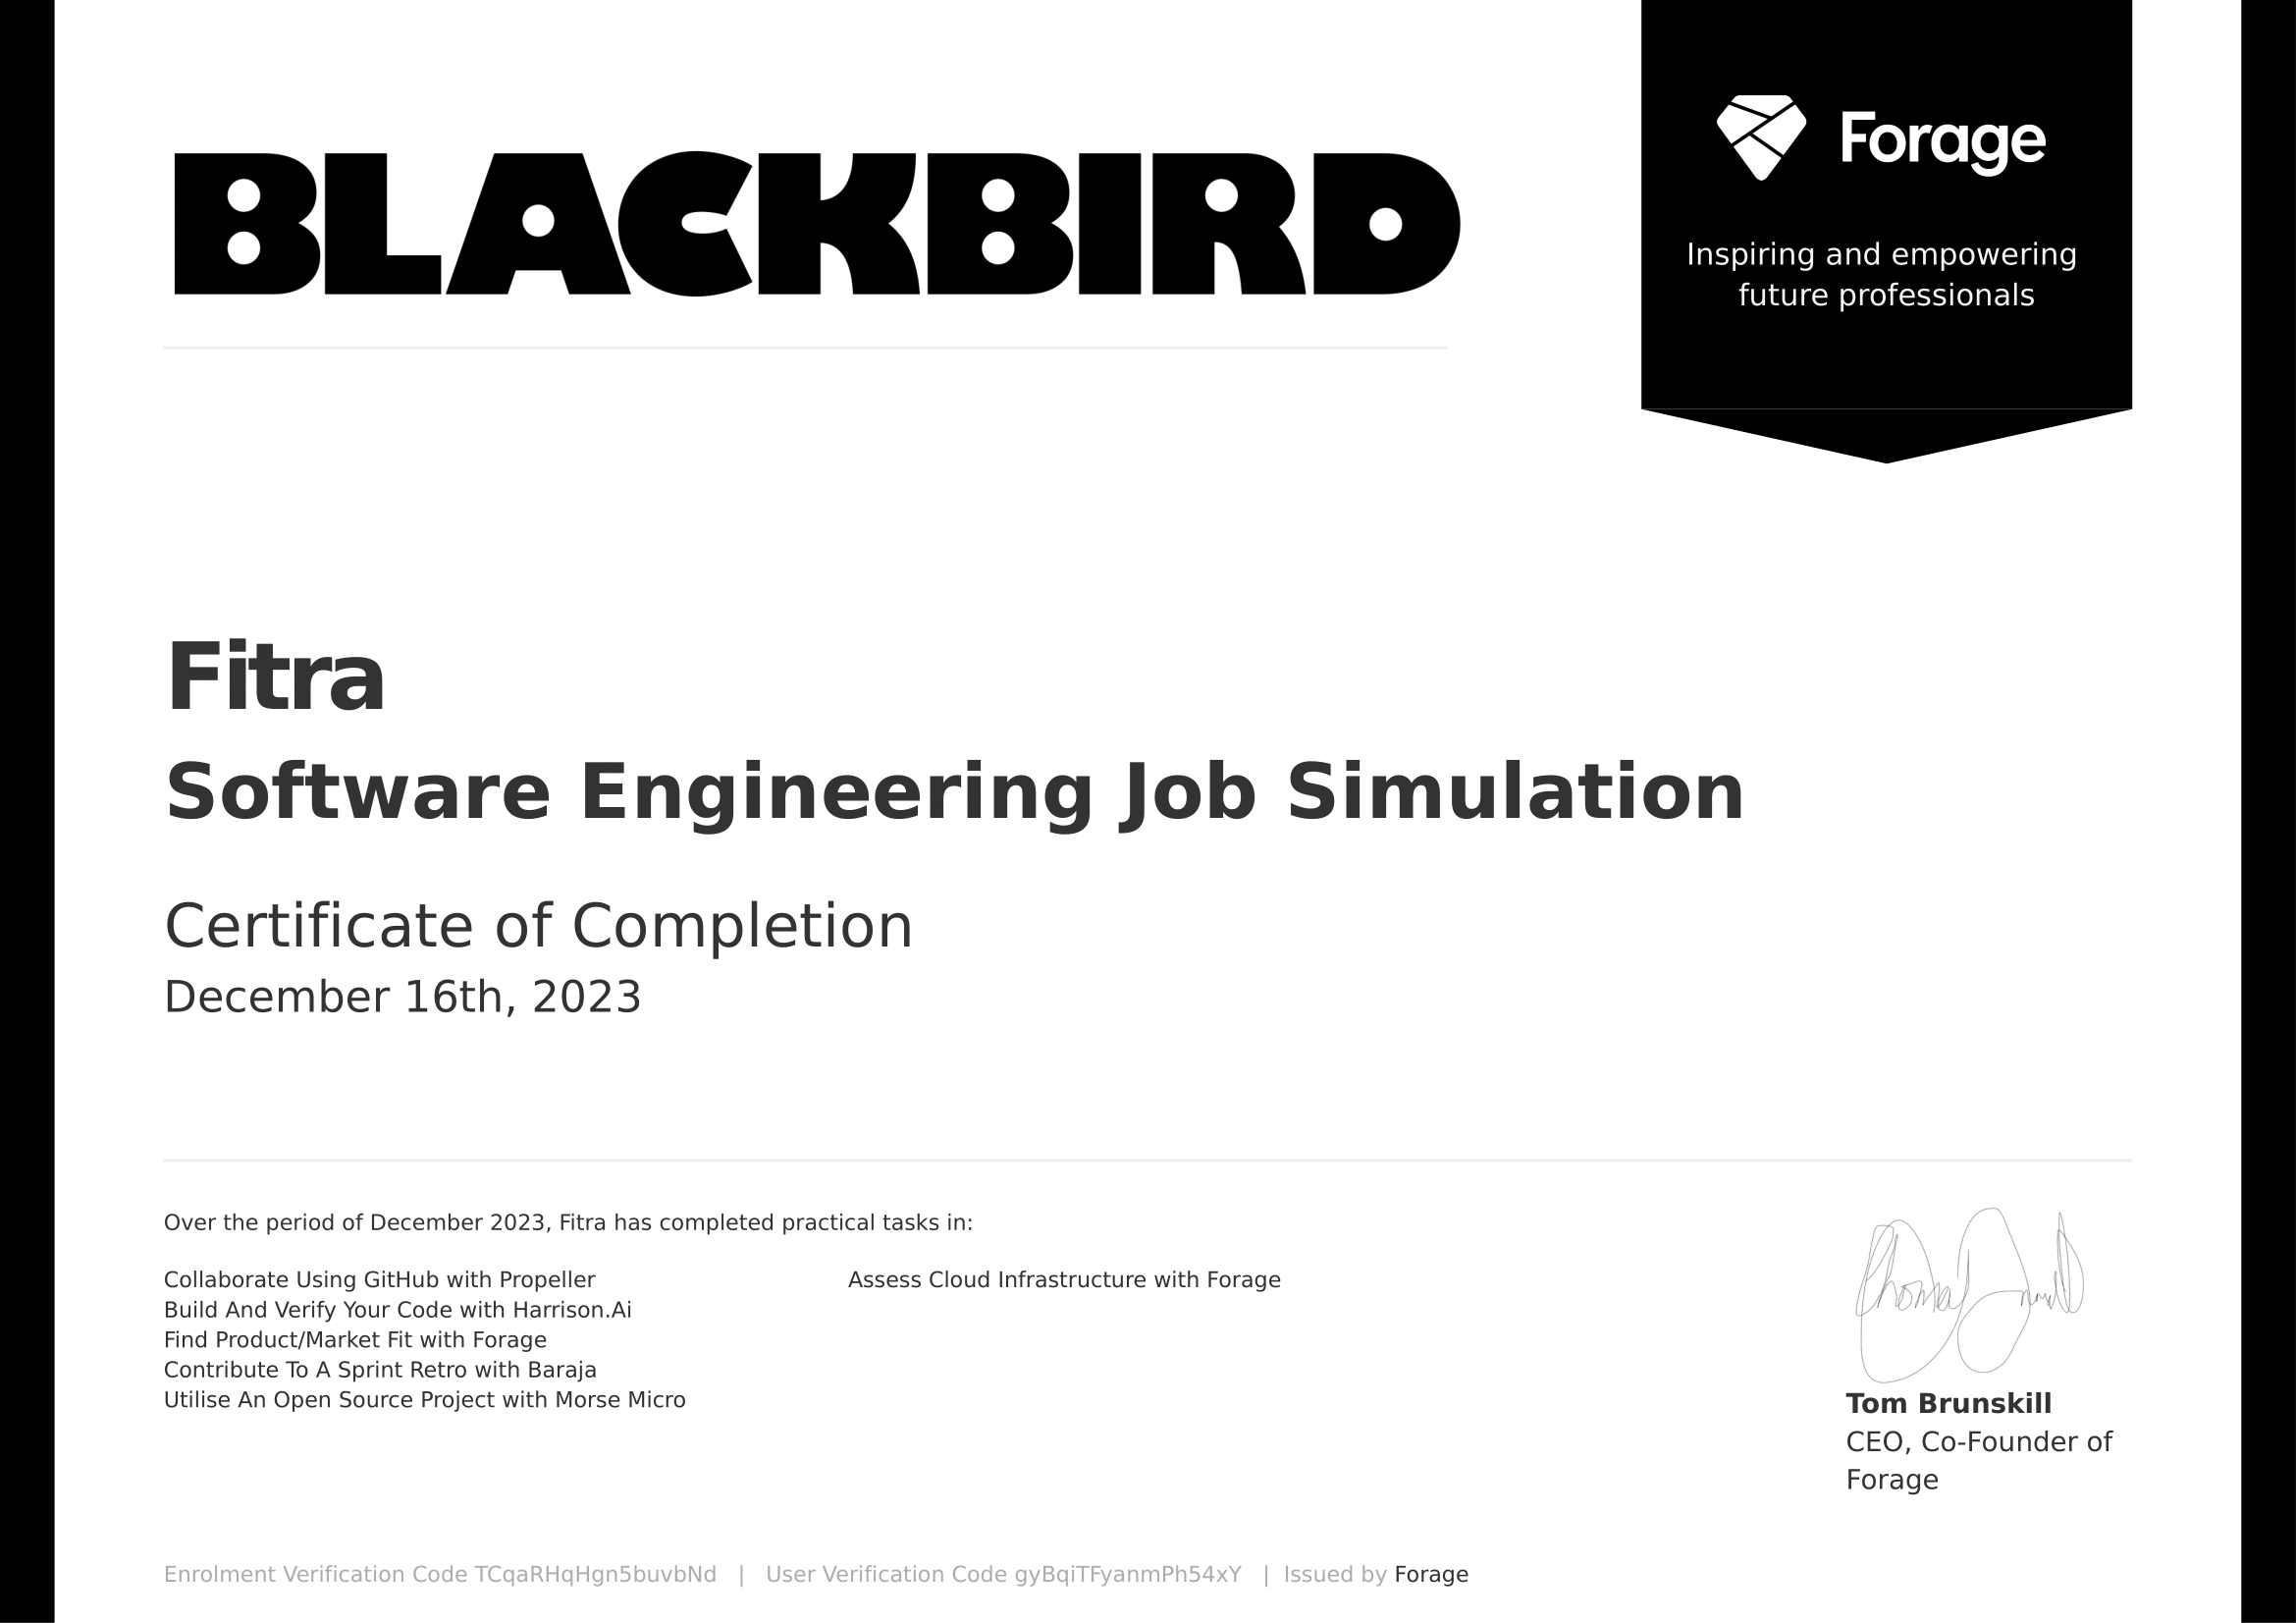 BLACKBIRD
Forage
Inspiring and empowering
future professionals
Fitra
Software Engineering Job Simulation
Certificate of Completion
December 16th, 2023
Over the period of December 2023, Fitra has completed practical tasks in:
Collaborate Using GitHub with Propeller
Build And Verify Your Code with Harrison.Ai
Find Product/Market Fit with Forage
Contribute To A Sprint Retro with Baraja
Utilise An Open Source Project with Morse Micro
Assess Cloud Infrastructure with Forage
Tom Brunskill
CEO, Co-Founder of
Forage
Enrolment Verification Code TCqaRHqHgn5buvbNd | User Verification Code gyBqiTFyanmPh54xY | Issued by Forage